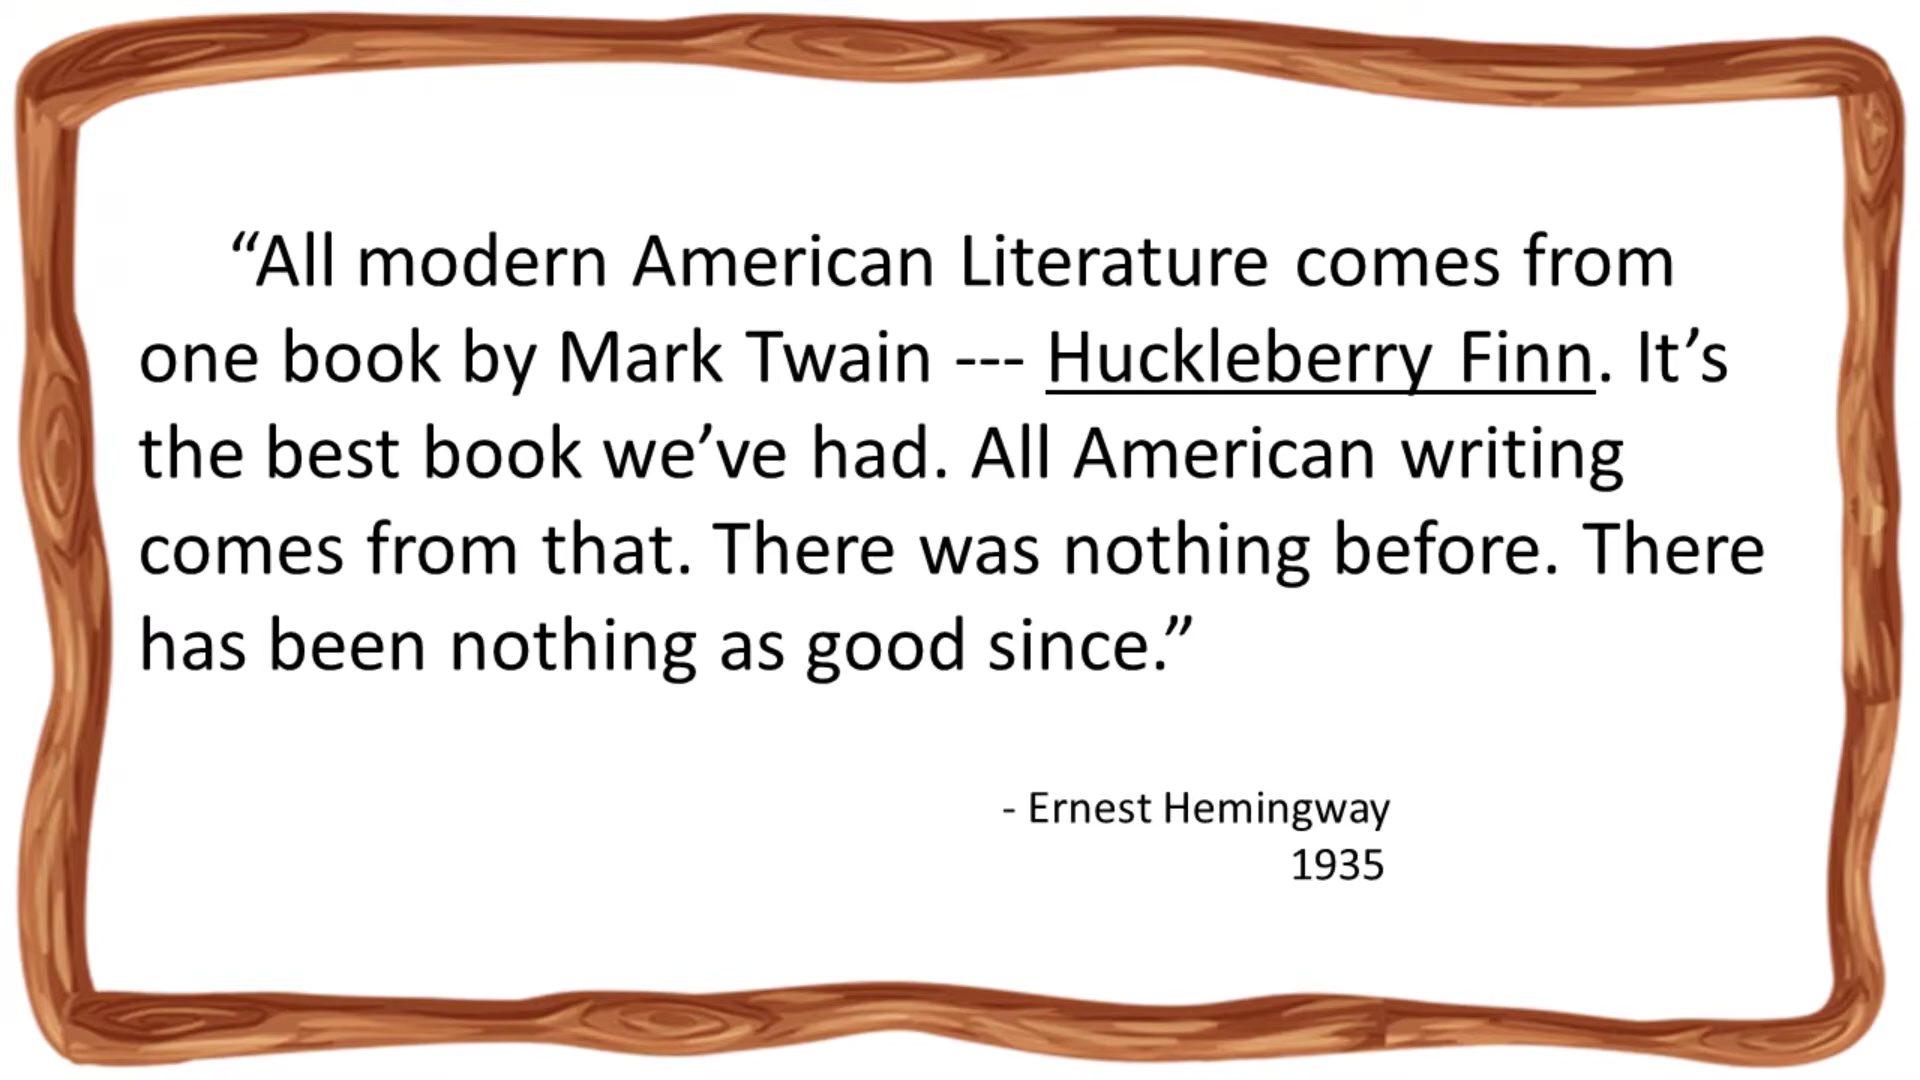 “All modern American Literature comes from
one book by Mark Twain --- Huckleberry Finn. It’s
the best book we’ve had. All American writing
comes from that. There was nothing before. There
has been nothing as good since.”
- Ernest Hemingway
1935